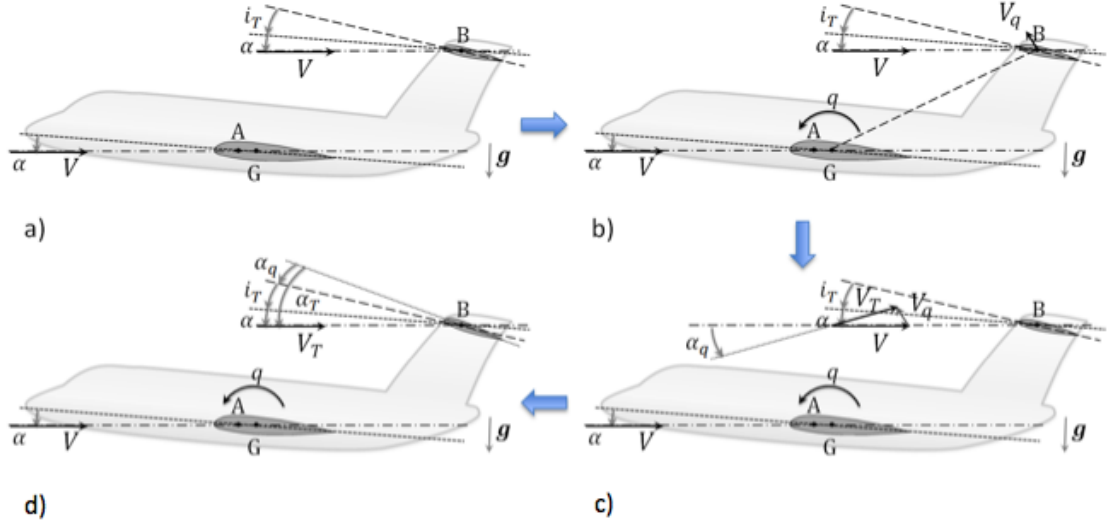 i_T
α
V
B
A
G
α
V
g
a)
i_T
α
V
V_q
B
q
A
G
α
V
g
b)
α_q
i_T
α
α_T
V_T
B
q
A
G
α
V
g
d)
i_T
α
V_T
V_q
V
B
α_q
q
A
G
α
V
g
c)